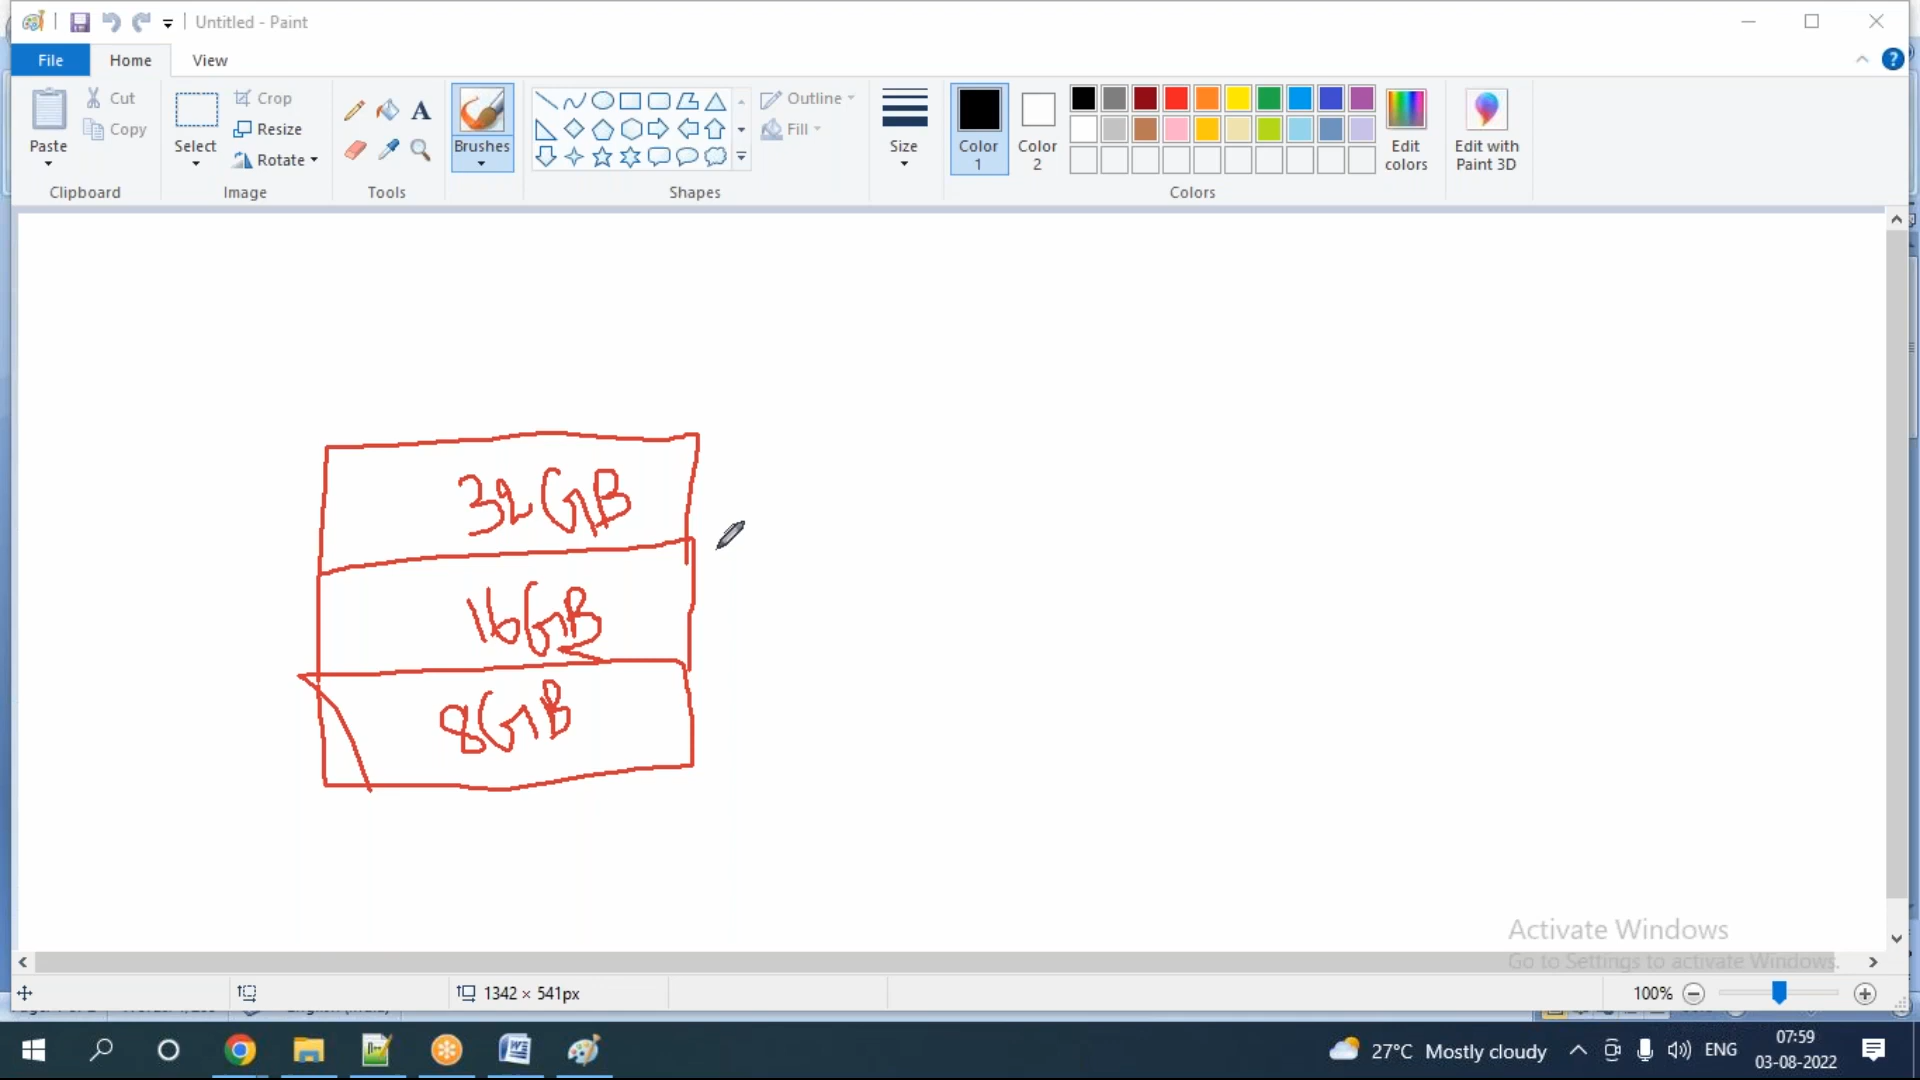 Untitled - Paint
File Home View
Paste Cut Copy Clipboard
Select Crop Resize Rotate Image
Tools
Brushes
Shapes Outline Fill
Size
Color 1 Color 2 Colors
Edit colors
Edit with Paint 3D
32GB
16GB
8GB
Activate Windows
Go to Settings to activate Windows.
1342 × 541px 100%
27°C Mostly cloudy ENG 07:59
03-08-2022